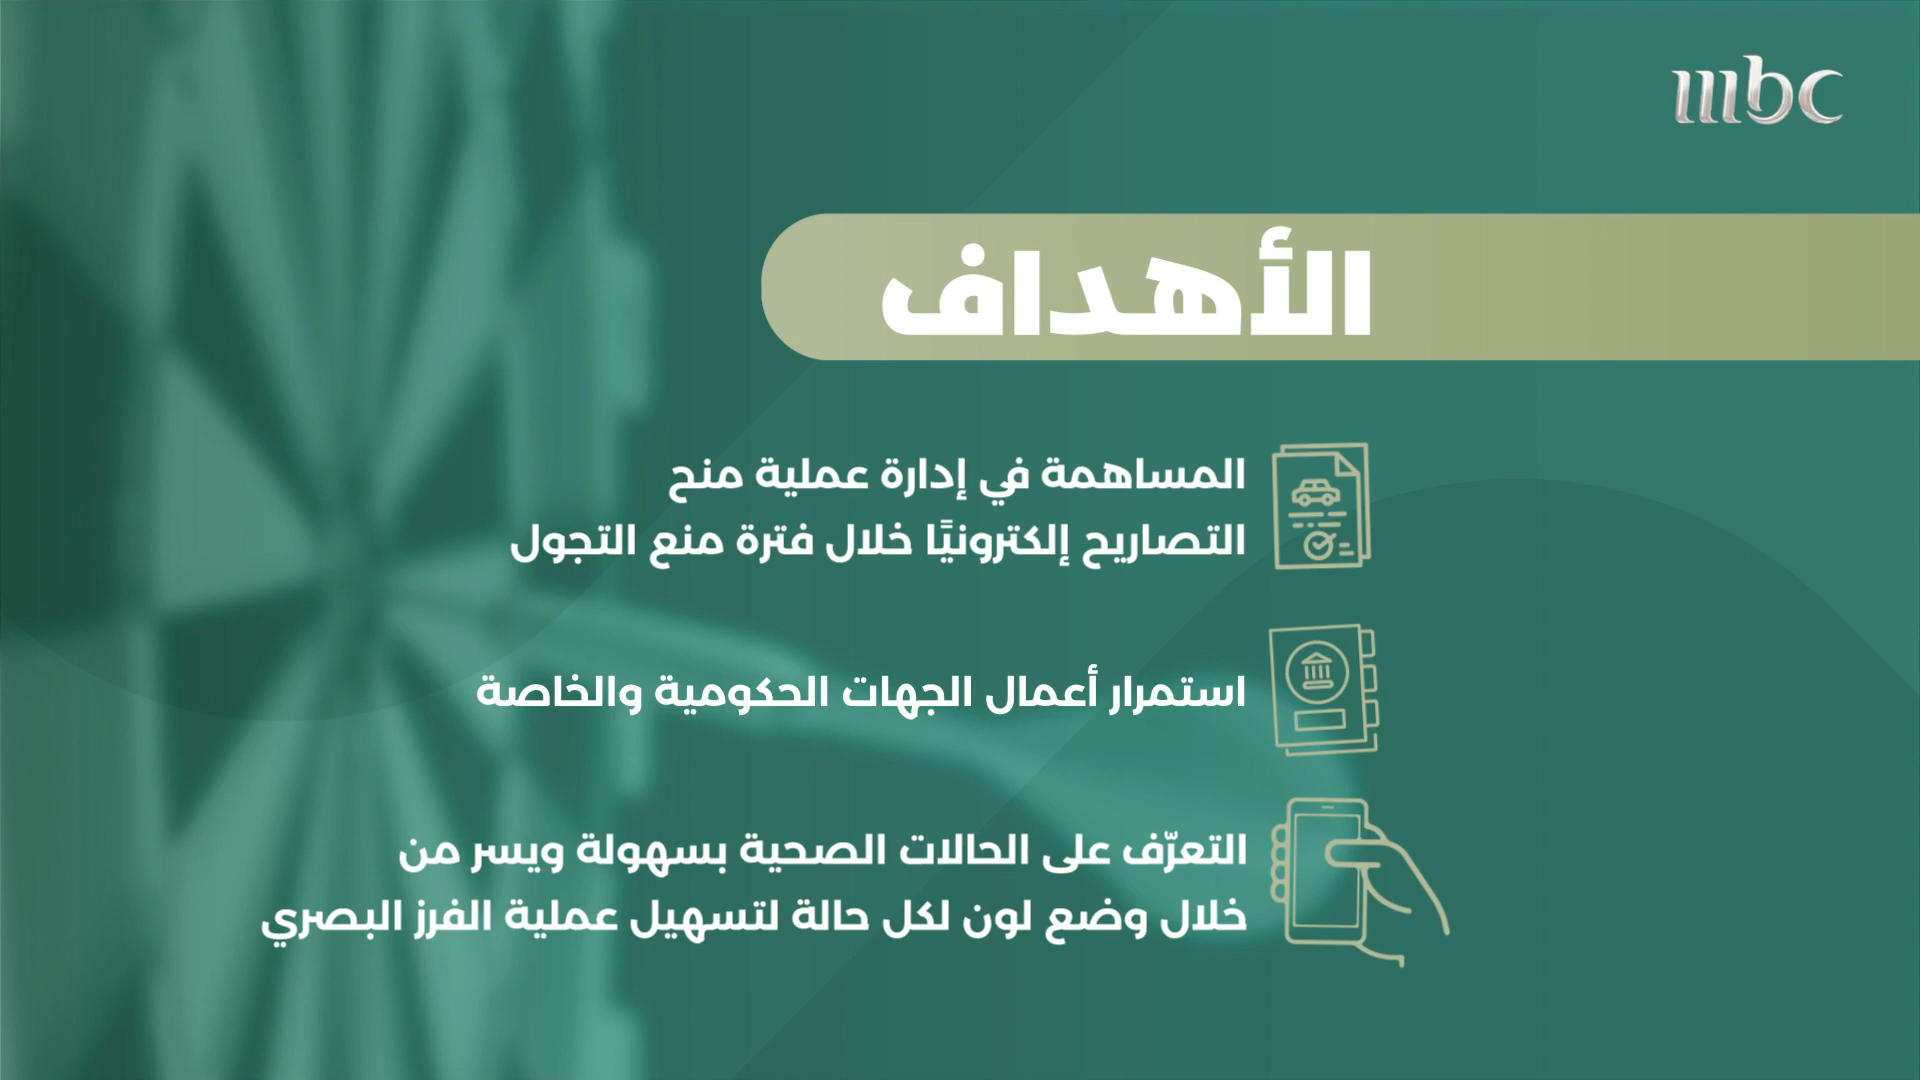 mbc
الأهداف
المساهمة في إدارة عملية منح
التصاريح إلكترونيًا خلال فترة منع التجول
استمرار أعمال الجهات الحكومية والخاصة
التعرّف على الحالات الصحية بسهولة ويسر من
خلال وضع لون لكل حالة لتسهيل عملية الفرز البصري